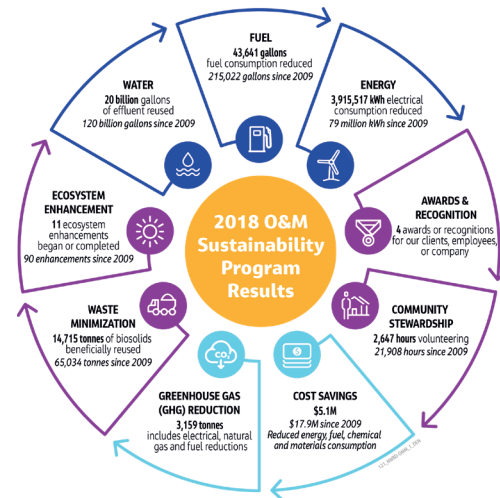 FUEL
43,641 gallons
fuel consumption reduced
215,022 gallons since 2009
ENERGY
3,915,517 kWh electrical
consumption reduced
79 million kWh since 2009
AWARDS &
RECOGNITION
4 awards or recognitions
for our clients, employees,
or company
COMMUNITY
STEWARDSHIP
2,647 hours volunteering
21,908 hours since 2009
COST SAVINGS
$5.1M
$17.9M since 2009
Reduced energy, fuel, chemical
and materials consumption
GREENHOUSE GAS
(GHG) REDUCTION
3,159 tonnes
includes electrical, natural
gas and fuel reductions
WASTE
MINIMIZATION
14,715 tonnes of biosolids
beneficially reused
65,034 tonnes since 2009
ECOSYSTEM
ENHANCEMENT
11 ecosystem
enhancements
began or completed
90 enhancements since 2009
WATER
20 billion gallons
of effluent reused
120 billion gallons since 2009
2018 O&M
Sustainability
Program
Results
CO₂
$